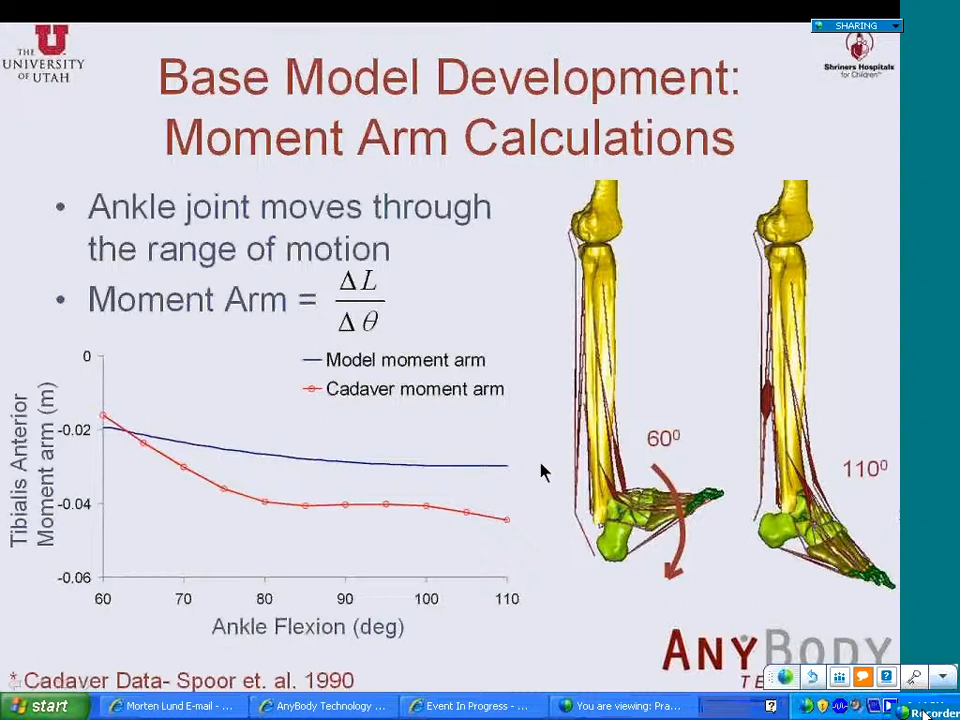 SHARING
THE
UNIVERSITY
OF UTAH
Shriners Hospitals
for Children™
Base Model Development:
Moment Arm Calculations
• Ankle joint moves through
the range of motion
• Moment Arm = ΔL
Δθ
Model moment arm
Cadaver moment arm
Tibialis Anterior
Moment arm (m)
0
-0.02
-0.04
-0.06
60 70 80 90 100 110
Ankle Flexion (deg)
60⁰
110⁰
ANYBODY
TE
* Cadaver Data- Spoor et. al. 1990
start
Morten Lund E-mail - ...
AnyBody Technology ...
Event In Progress - ...
You are viewing: Pra...
Recorder